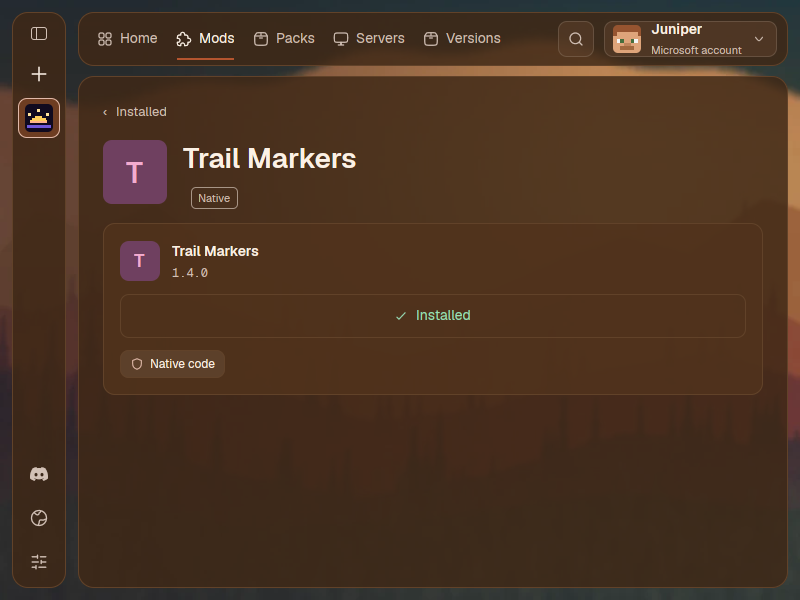 Home
Mods
Packs
Servers
Versions
Juniper
Microsoft account
‹ Installed
T
Trail Markers
Native
T
Trail Markers
1.4.0
Installed
Native code